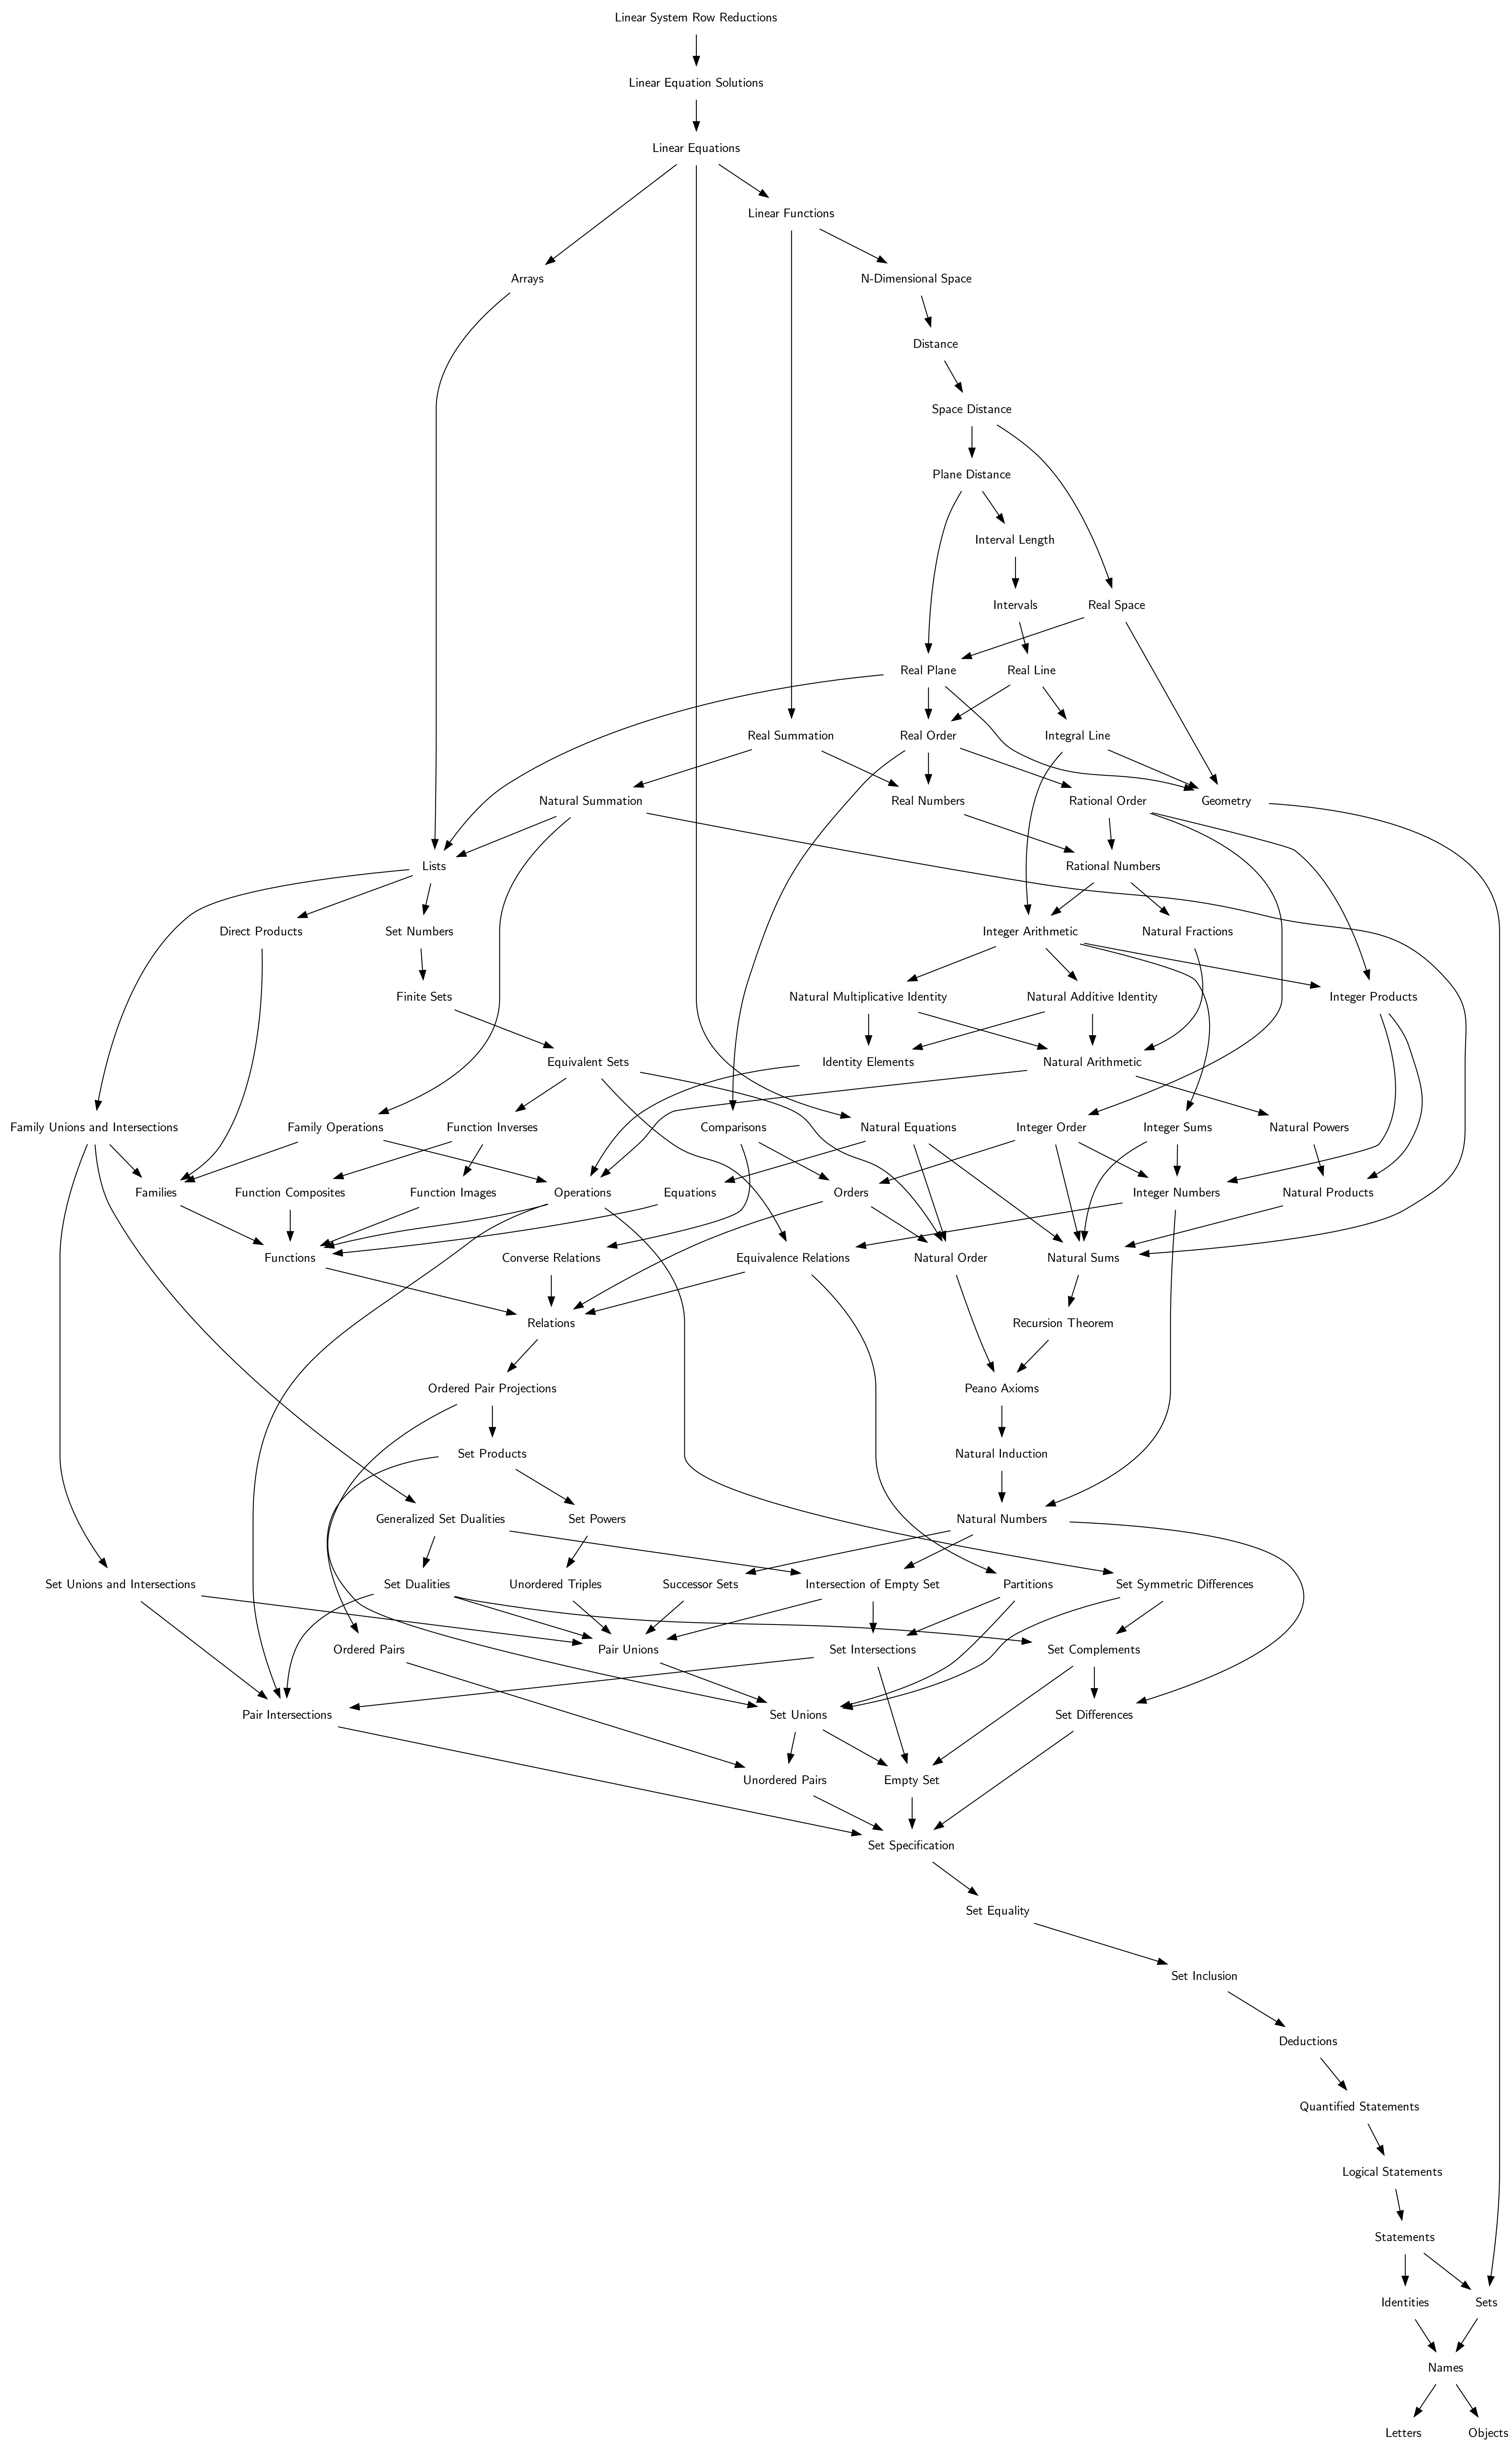 Linear System Row Reductions
Linear Equation Solutions
Linear Equations
Linear Functions
Arrays
N-Dimensional Space
Distance
Space Distance
Plane Distance
Interval Length
Intervals
Real Space
Real Plane
Real Line
Real Summation
Real Order
Integral Line
Natural Summation
Real Numbers
Rational Order
Geometry
Lists
Rational Numbers
Direct Products
Set Numbers
Integer Arithmetic
Natural Fractions
Finite Sets
Natural Multiplicative Identity
Natural Additive Identity
Integer Products
Equivalent Sets
Identity Elements
Natural Arithmetic
Family Unions and Intersections
Family Operations
Function Inverses
Comparisons
Natural Equations
Integer Order
Integer Sums
Natural Powers
Families
Function Composites
Function Images
Operations
Equations
Orders
Integer Numbers
Natural Products
Functions
Converse Relations
Equivalence Relations
Natural Order
Natural Sums
Relations
Recursion Theorem
Ordered Pair Projections
Peano Axioms
Set Products
Natural Induction
Generalized Set Dualities
Set Powers
Natural Numbers
Set Unions and Intersections
Set Dualities
Unordered Triples
Successor Sets
Intersection of Empty Set
Partitions
Set Symmetric Differences
Ordered Pairs
Pair Unions
Set Intersections
Set Complements
Pair Intersections
Set Unions
Set Differences
Unordered Pairs
Empty Set
Set Specification
Set Equality
Set Inclusion
Deductions
Quantified Statements
Logical Statements
Statements
Identities
Sets
Names
Letters
Objects